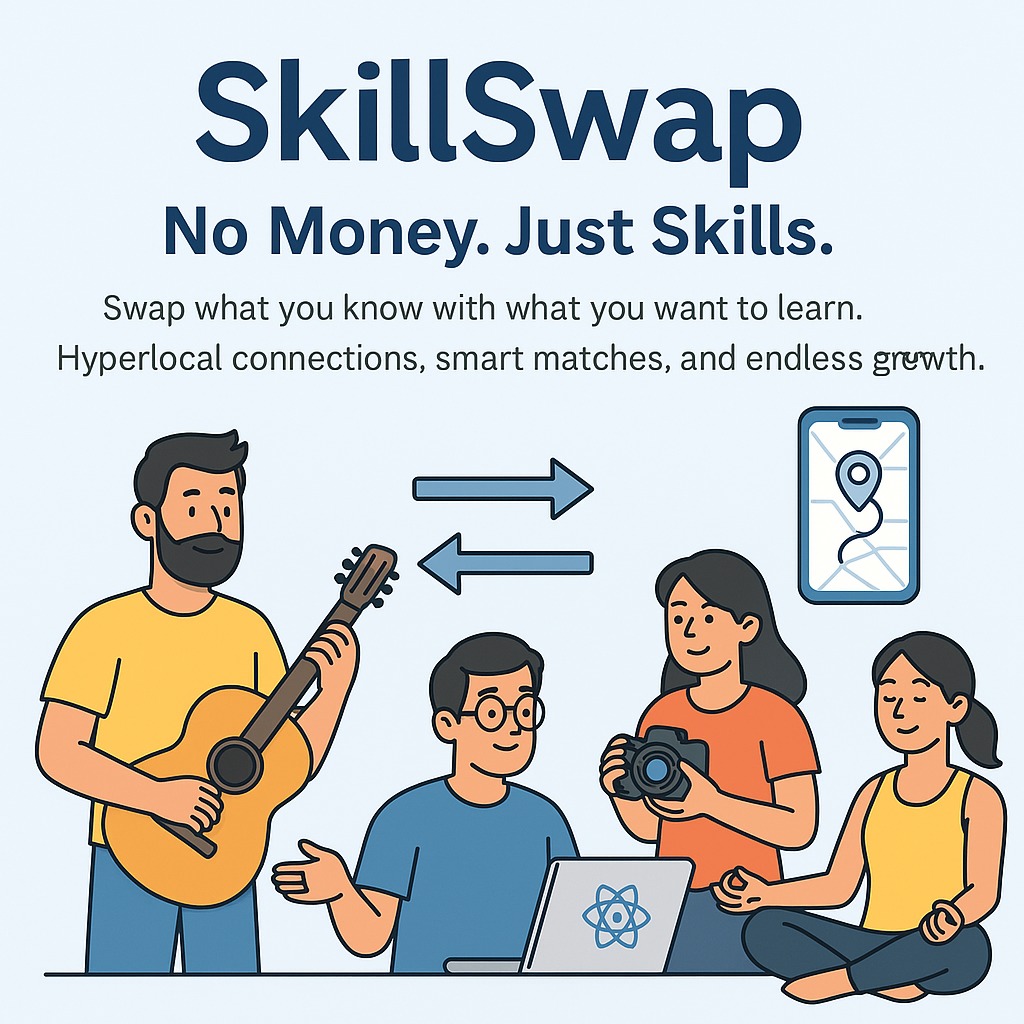 SkillSwap
No Money. Just Skills.
Swap what you know with what you want to learn.
Hyperlocal connections, smart matches, and endless growth.